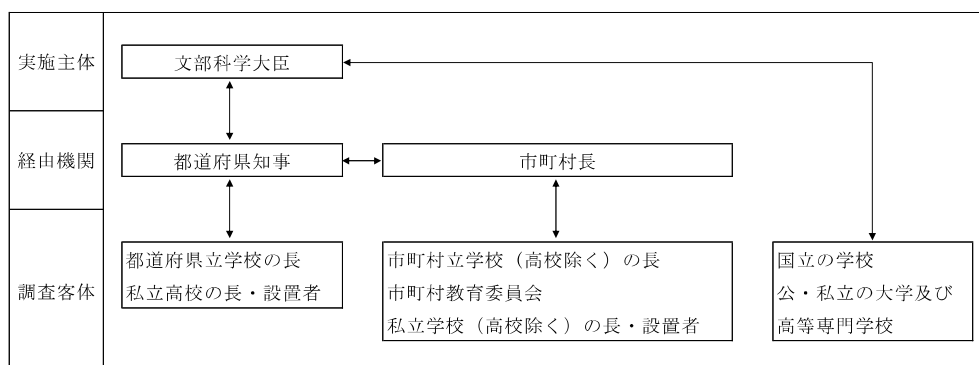 実施主体
文部科学大臣
経由機関
都道府県知事
市町村長
調査客体
都道府県立学校の長
私立高校の長・設置者
市町村立学校（高校除く）の長
市町村教育委員会
私立学校（高校除く）の長・設置者
国立の学校
公・私立の大学及び
高等専門学校